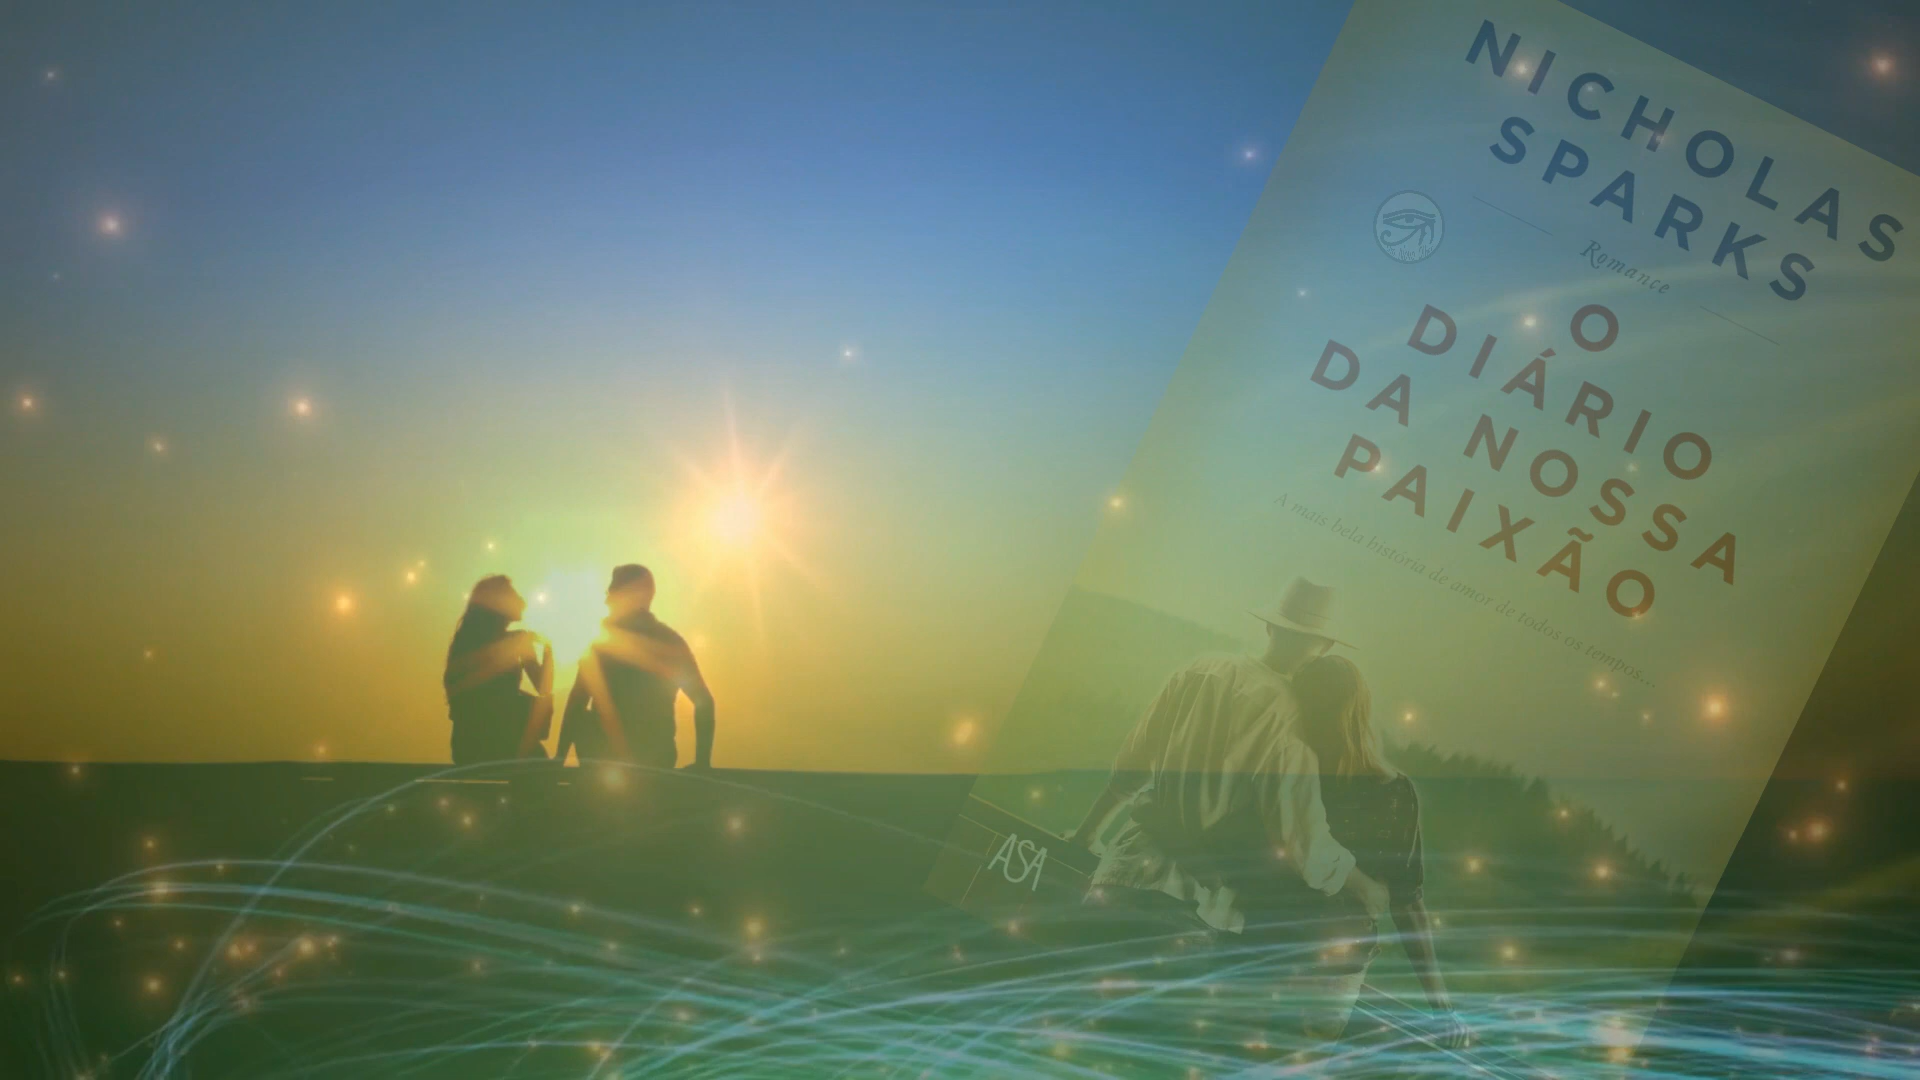 NICHOLAS
SPARKS
Romance
O
DIÁRIO
DA NOSSA
PAIXÃO
A mais bela história de amor de todos os tempos...
ASA